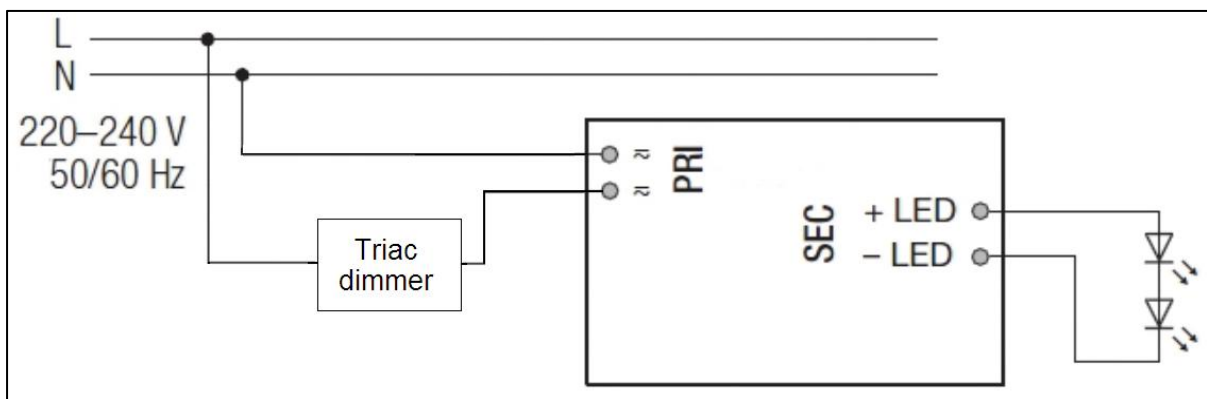 L
N
220–240 V
50/60 Hz
Triac
dimmer
≂
≂
PRI
SEC
+ LED
– LED